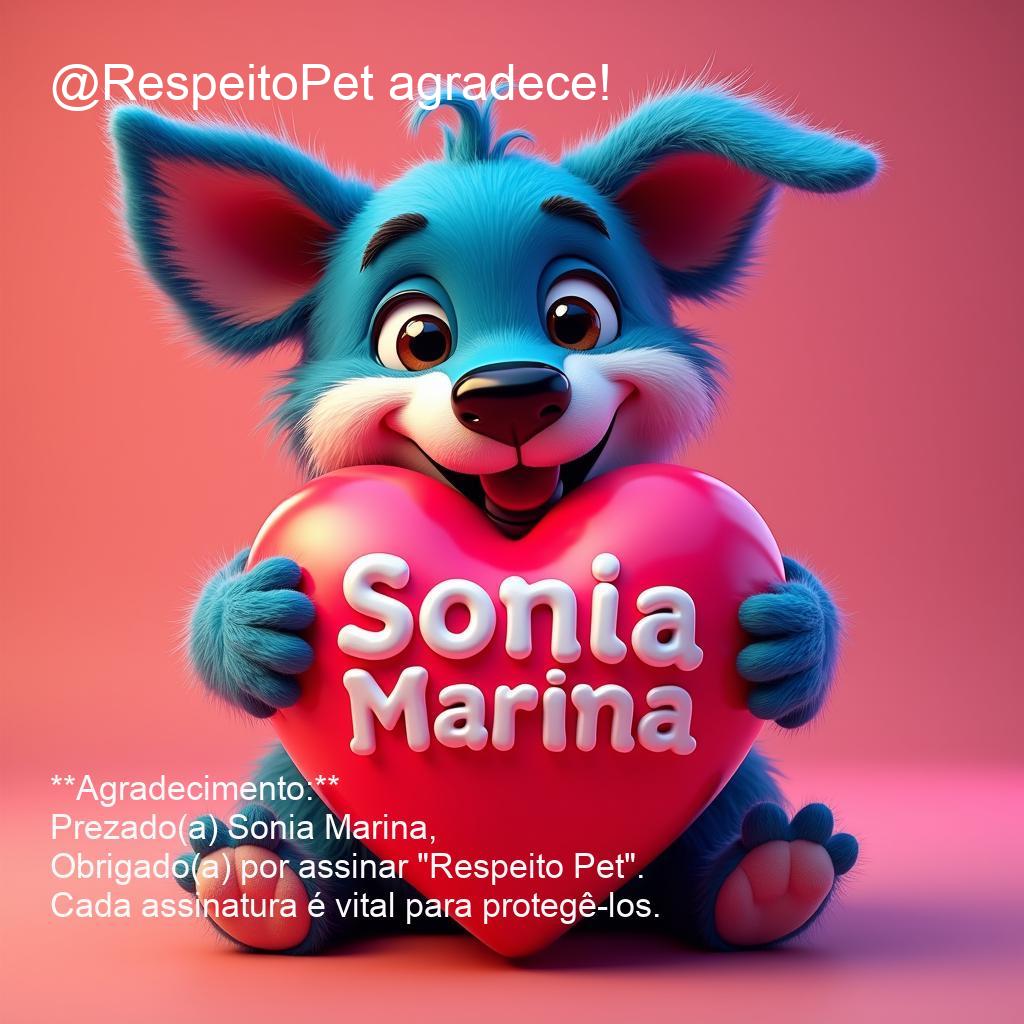 @RespeitoPet agradece!
Sonia
Marina
**Agradecimento:**
Prezado(a) Sonia Marina,
Obrigado(a) por assinar "Respeito Pet".
Cada assinatura é vital para protegê-los.